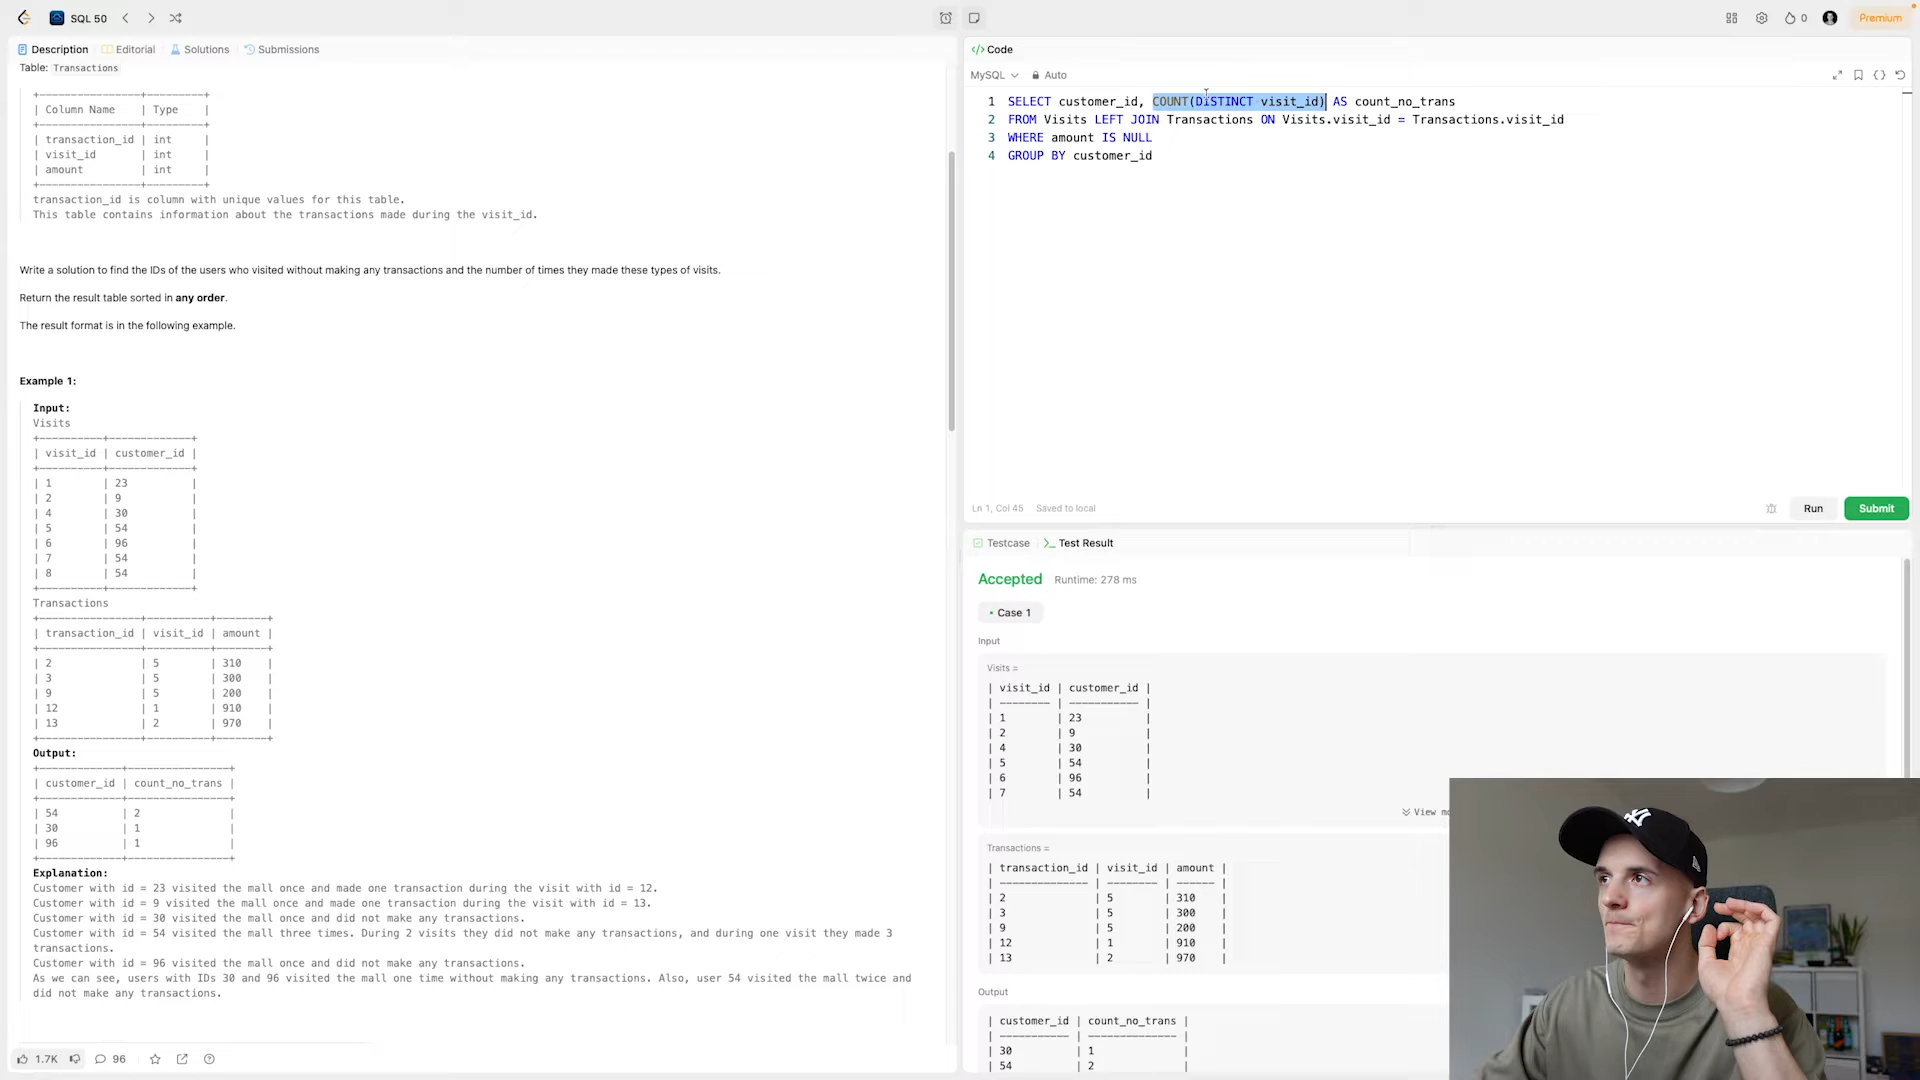 SQL 50
0
Premium
Description Editorial Solutions Submissions
Table: Transactions
+----------------+---------+
| Column Name | Type |
+----------------+---------+
| transaction_id | int |
| visit_id | int |
| amount | int |
+----------------+---------+
transaction_id is column with unique values for this table.
This table contains information about the transactions made during the visit_id.
Write a solution to find the IDs of the users who visited without making any transactions and the number of times they made these types of visits.
Return the result table sorted in any order.
The result format is in the following example.
Example 1:
Input:
Visits
+----------+-------------+
| visit_id | customer_id |
+----------+-------------+
| 1 | 23 |
| 2 | 9 |
| 4 | 30 |
| 5 | 54 |
| 6 | 96 |
| 7 | 54 |
| 8 | 54 |
+----------+-------------+
Transactions
+----------------+----------+--------+
| transaction_id | visit_id | amount |
+----------------+----------+--------+
| 2 | 5 | 310 |
| 3 | 5 | 300 |
| 9 | 5 | 200 |
| 12 | 1 | 910 |
| 13 | 2 | 970 |
+----------------+----------+--------+
Output:
+-------------+----------------+
| customer_id | count_no_trans |
+-------------+----------------+
| 54 | 2 |
| 30 | 1 |
| 96 | 1 |
+-------------+----------------+
Explanation:
Customer with id = 23 visited the mall once and made one transaction during the visit with id = 12.
Customer with id = 9 visited the mall once and made one transaction during the visit with id = 13.
Customer with id = 30 visited the mall once and did not make any transactions.
Customer with id = 54 visited the mall three times. During 2 visits they did not make any transactions, and during one visit they made 3
transactions.
Customer with id = 96 visited the mall once and did not make any transactions.
As we can see, users with IDs 30 and 96 visited the mall one time without making any transactions. Also, user 54 visited the mall twice and
did not make any transactions.
1.7K 96
</> Code
MySQL Auto
1 SELECT customer_id, COUNT(DISTINCT visit_id) AS count_no_trans
2 FROM Visits LEFT JOIN Transactions ON Visits.visit_id = Transactions.visit_id
3 WHERE amount IS NULL
4 GROUP BY customer_id
Ln 1, Col 45 Saved to local
Run Submit
Testcase >_ Test Result
Accepted Runtime: 278 ms
• Case 1
Input
Visits =
| visit_id | customer_id |
| -------- | ----------- |
| 1 | 23 |
| 2 | 9 |
| 4 | 30 |
| 5 | 54 |
| 6 | 96 |
| 7 | 54 |
View mo
Transactions =
| transaction_id | visit_id | amount |
| -------------- | -------- | ------ |
| 2 | 5 | 310 |
| 3 | 5 | 300 |
| 9 | 5 | 200 |
| 12 | 1 | 910 |
| 13 | 2 | 970 |
Output
| customer_id | count_no_trans |
| ----------- | -------------- |
| 30 | 1 |
| 54 | 2 |